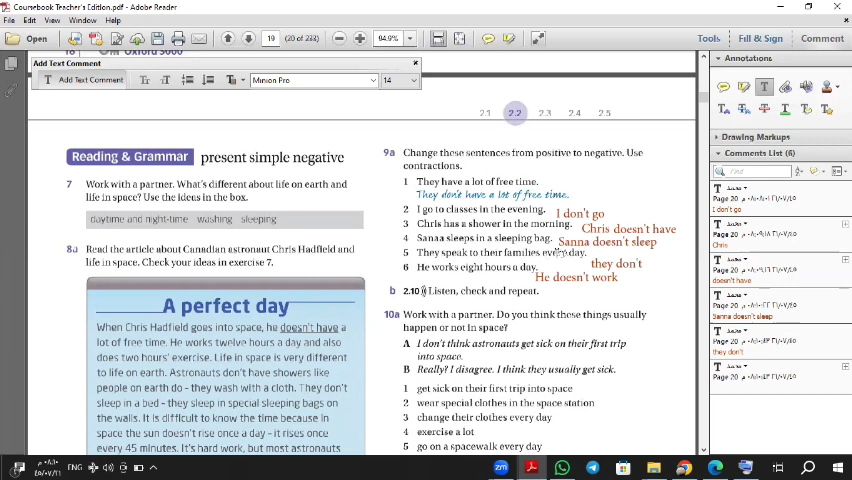 Coursebook Teacher's Edition.pdf - Adobe Reader
File Edit View Window Help
Open
19
(20 of 232)
94.9%
Tools
Fill & Sign
Comment
Add Text Comment
Add Text Comment
Minion Pro
14
Oxford 3000
2.1 2.2 2.3 2.4 2.5
Reading & Grammar present simple negative
7 Work with a partner. What's different about life on earth and
life in space? Use the ideas in the box.
daytime and night-time washing sleeping
8a Read the article about Canadian astronaut Chris Hadfield and
life in space. Check your ideas in exercise 7.
A perfect day
When Chris Hadfield goes into space, he doesn't have a
lot of free time. He works twelve hours a day and also
does two hours' exercise. Life in space is very different
to life on earth. Astronauts don't have showers like
people on earth do - they wash with a cloth. They don't
sleep in a bed - they sleep in special sleeping bags on
the walls. It is difficult to know the time because in
space the sun doesn't rise once a day - it rises once
every 45 minutes. It's hard work, but most astronauts
9a Change these sentences from positive to negative. Use
contractions.
1 They have a lot of free time.
They don't have a lot of free time.
2 I go to classes in the evening.
I don't go
3 Chris has a shower in the morning.
Chris doesn't have
4 Sanaa sleeps in a sleeping bag.
Sanna doesn't sleep
5 They speak to their families every day.
they don't
6 He works eight hours a day.
He doesn't work
b 2.10 Listen, check and repeat.
10a Work with a partner. Do you think these things usually
happen or not in space?
A I don't think astronauts get sick on their first trip
into space.
B Really? I disagree. I think they usually get sick.
1 get sick on their first trip into space
2 wear special clothes in the space station
3 change their clothes every day
4 exercise a lot
5 go on a spacewalk every day
Annotations
Drawing Markups
Comments List (6)
Find
Page 20
I don't go
Page 20
Chris
Page 20
doesn't have
Page 20
Sanna doesn't sleep
Page 20
they don't
Page 20
ENG